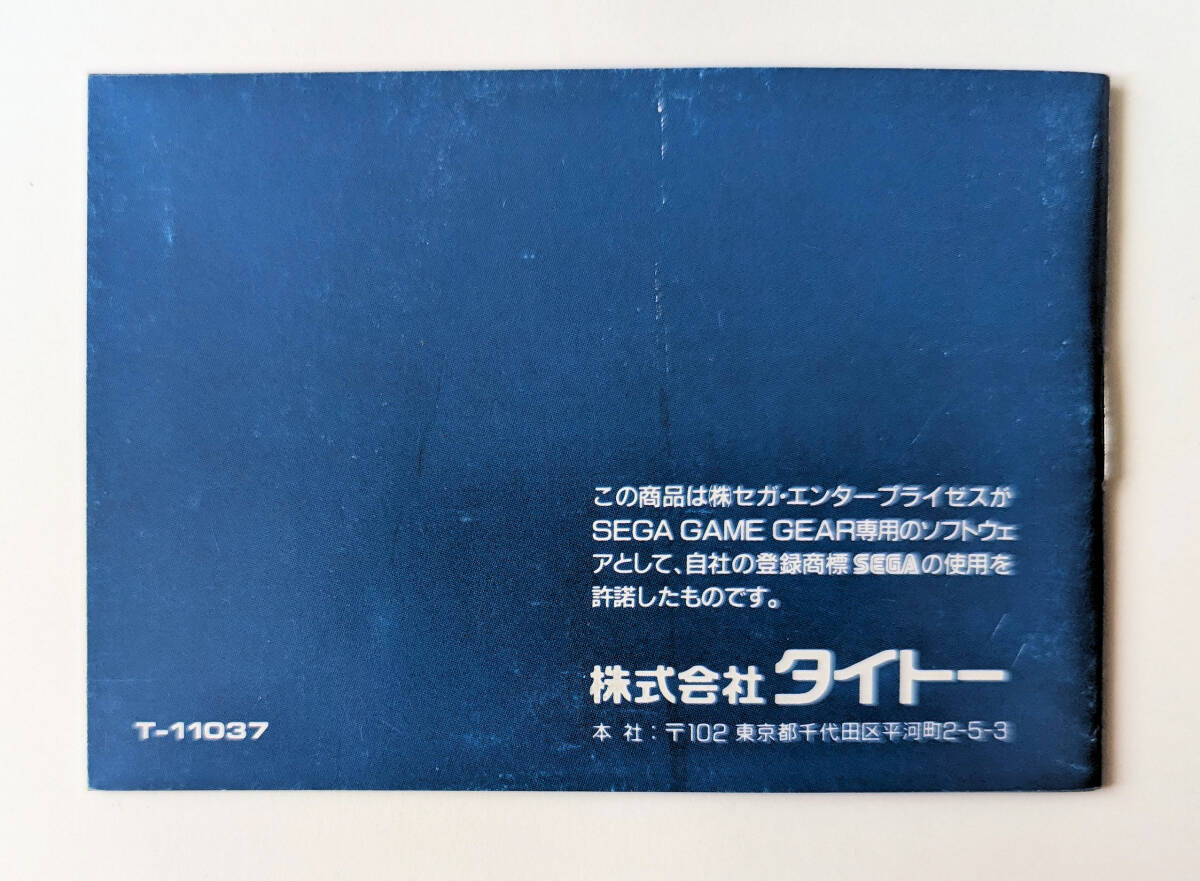 この商品は㈱セガ・エンタープライゼスが
SEGA GAME GEAR専用のソフトウェ
アとして、自社の登録商標 SEGA の使用を
許諾したものです。
株式会社 タイトー
T-11037
本 社 : 〒102 東京都千代田区平河町2-5-3